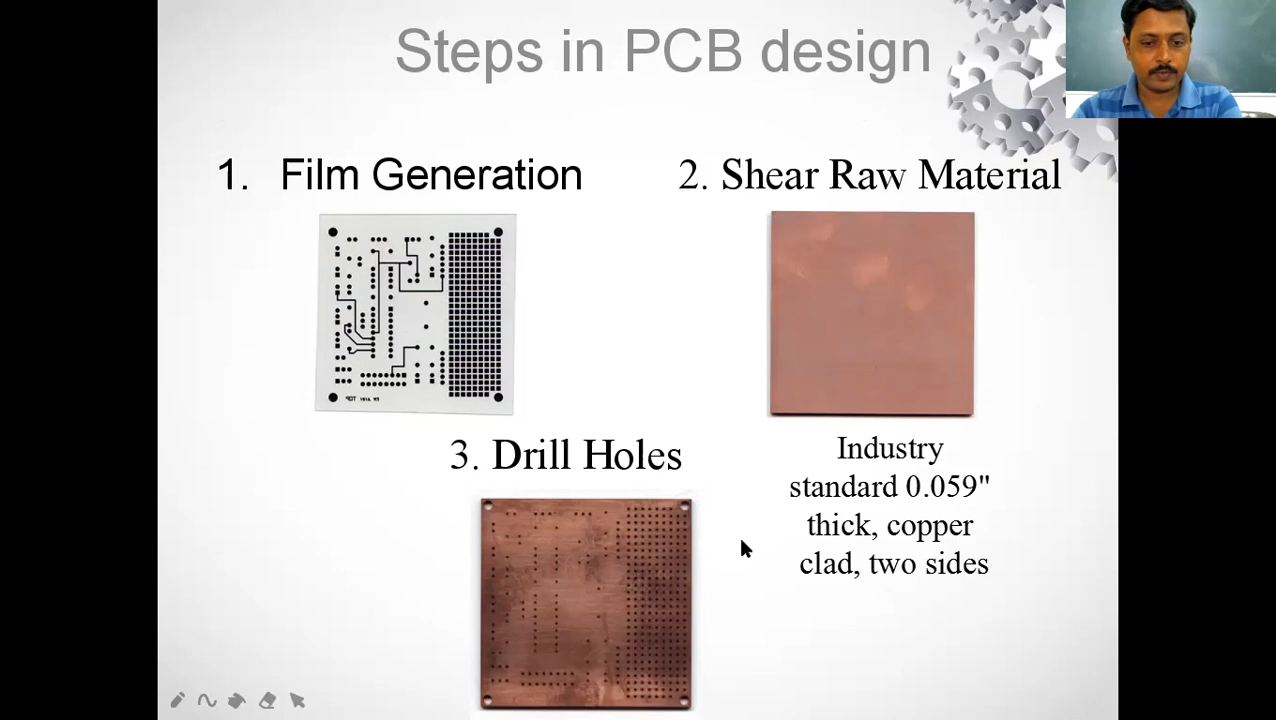 Steps in PCB design
1. Film Generation
2. Shear Raw Material
3. Drill Holes
Industry
standard 0.059"
thick, copper
clad, two sides